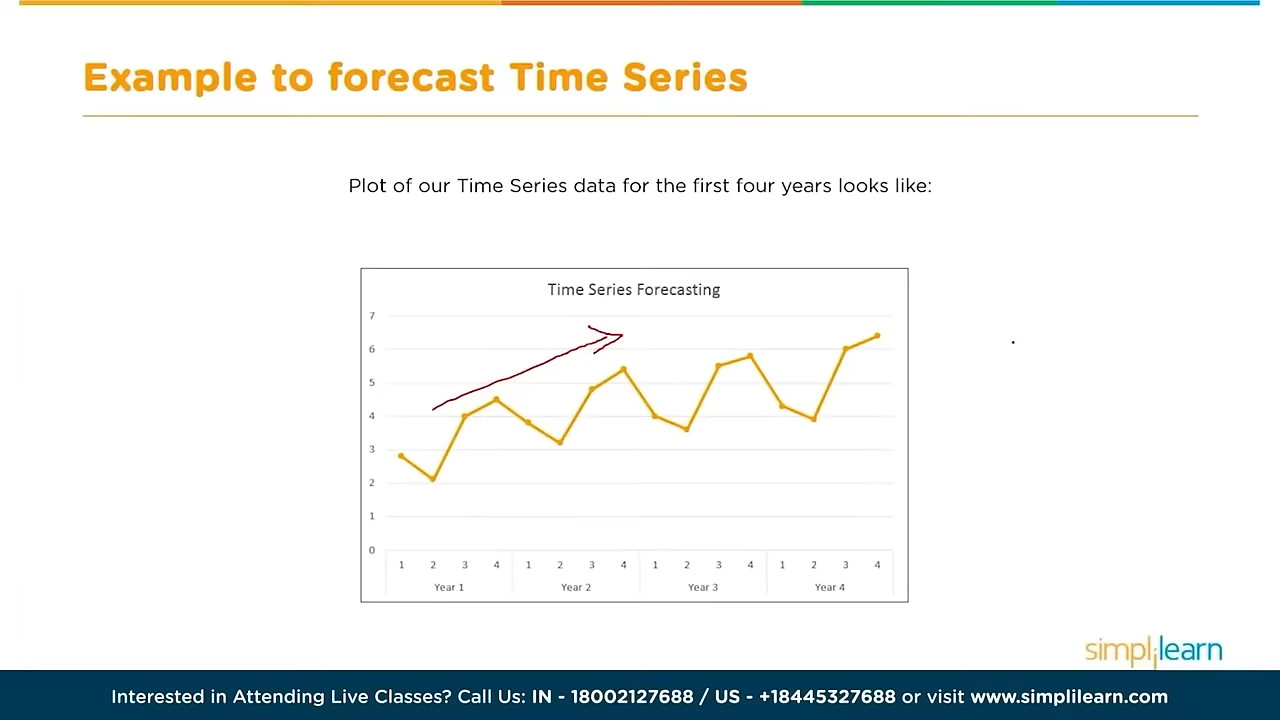 Example to forecast Time Series
Plot of our Time Series data for the first four years looks like:
Time Series Forecasting
7
6
5
4
3
2
1
0
1 2 3 4 1 2 3 4 1 2 3 4 1 2 3 4
Year 1 Year 2 Year 3 Year 4
simplilearn
Interested in Attending Live Classes? Call Us: IN - 18002127688 / US - +18445327688 or visit www.simplilearn.com